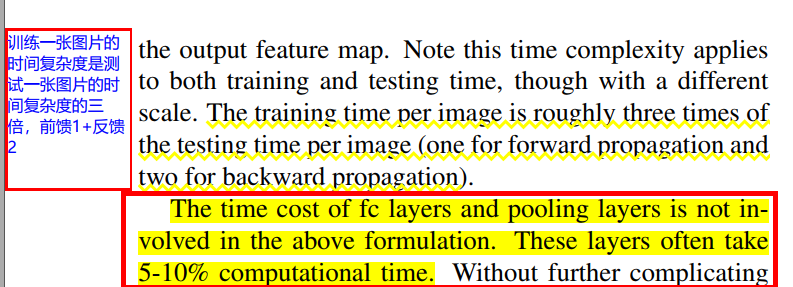 训练一张图片的
时间复杂度是测
试一张图片的时
间复杂度的三
倍，前馈1+反馈
2
the output feature map. Note this time complexity applies
to both training and testing time, though with a different
scale. The training time per image is roughly three times of
the testing time per image (one for forward propagation and
two for backward propagation).
The time cost of fc layers and pooling layers is not in-
volved in the above formulation. These layers often take
5-10% computational time. Without further complicating